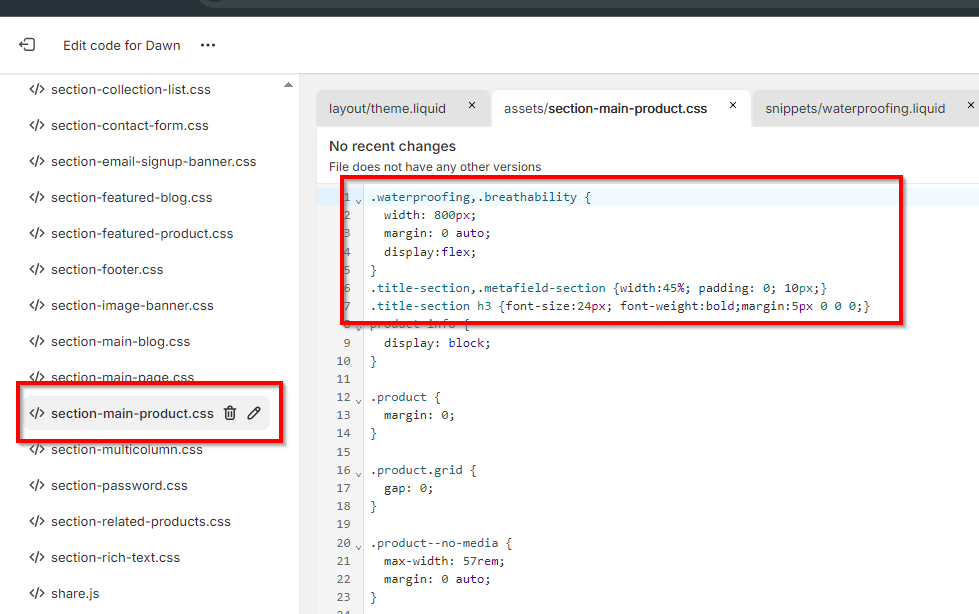 Edit code for Dawn
section-collection-list.css
section-contact-form.css
section-email-signup-banner.css
section-featured-blog.css
section-featured-product.css
section-footer.css
section-image-banner.css
section-main-blog.css
section-main-page.css
section-main-product.css
section-multicolumn.css
section-password.css
section-related-products.css
section-rich-text.css
share.js
layout/theme.liquid
assets/section-main-product.css
snippets/waterproofing.liquid
No recent changes
File does not have any other versions
1 .waterproofing,.breathability {
2 width: 800px;
3 margin: 0 auto;
4 display:flex;
5 }
6 .title-section,.metafield-section {width:45%; padding: 0; 10px;}
7 .title-section h3 {font-size:24px; font-weight:bold;margin:5px 0 0 0;}
8 product-info {
9 display: block;
10 }
11
12 .product {
13 margin: 0;
14 }
15
16 .product.grid {
17 gap: 0;
18 }
19
20 .product--no-media {
21 max-width: 57rem;
22 margin: 0 auto;
23 }
24